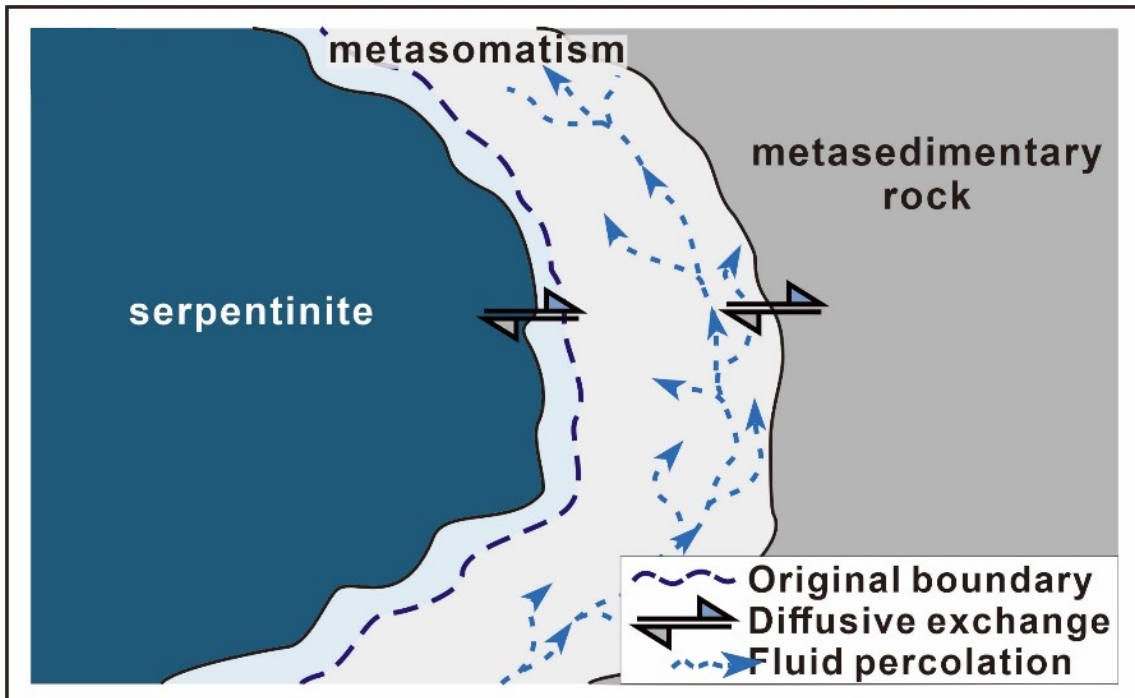 metasomatism
metasedimentary
rock
serpentinite
Original boundary
Diffusive exchange
Fluid percolation